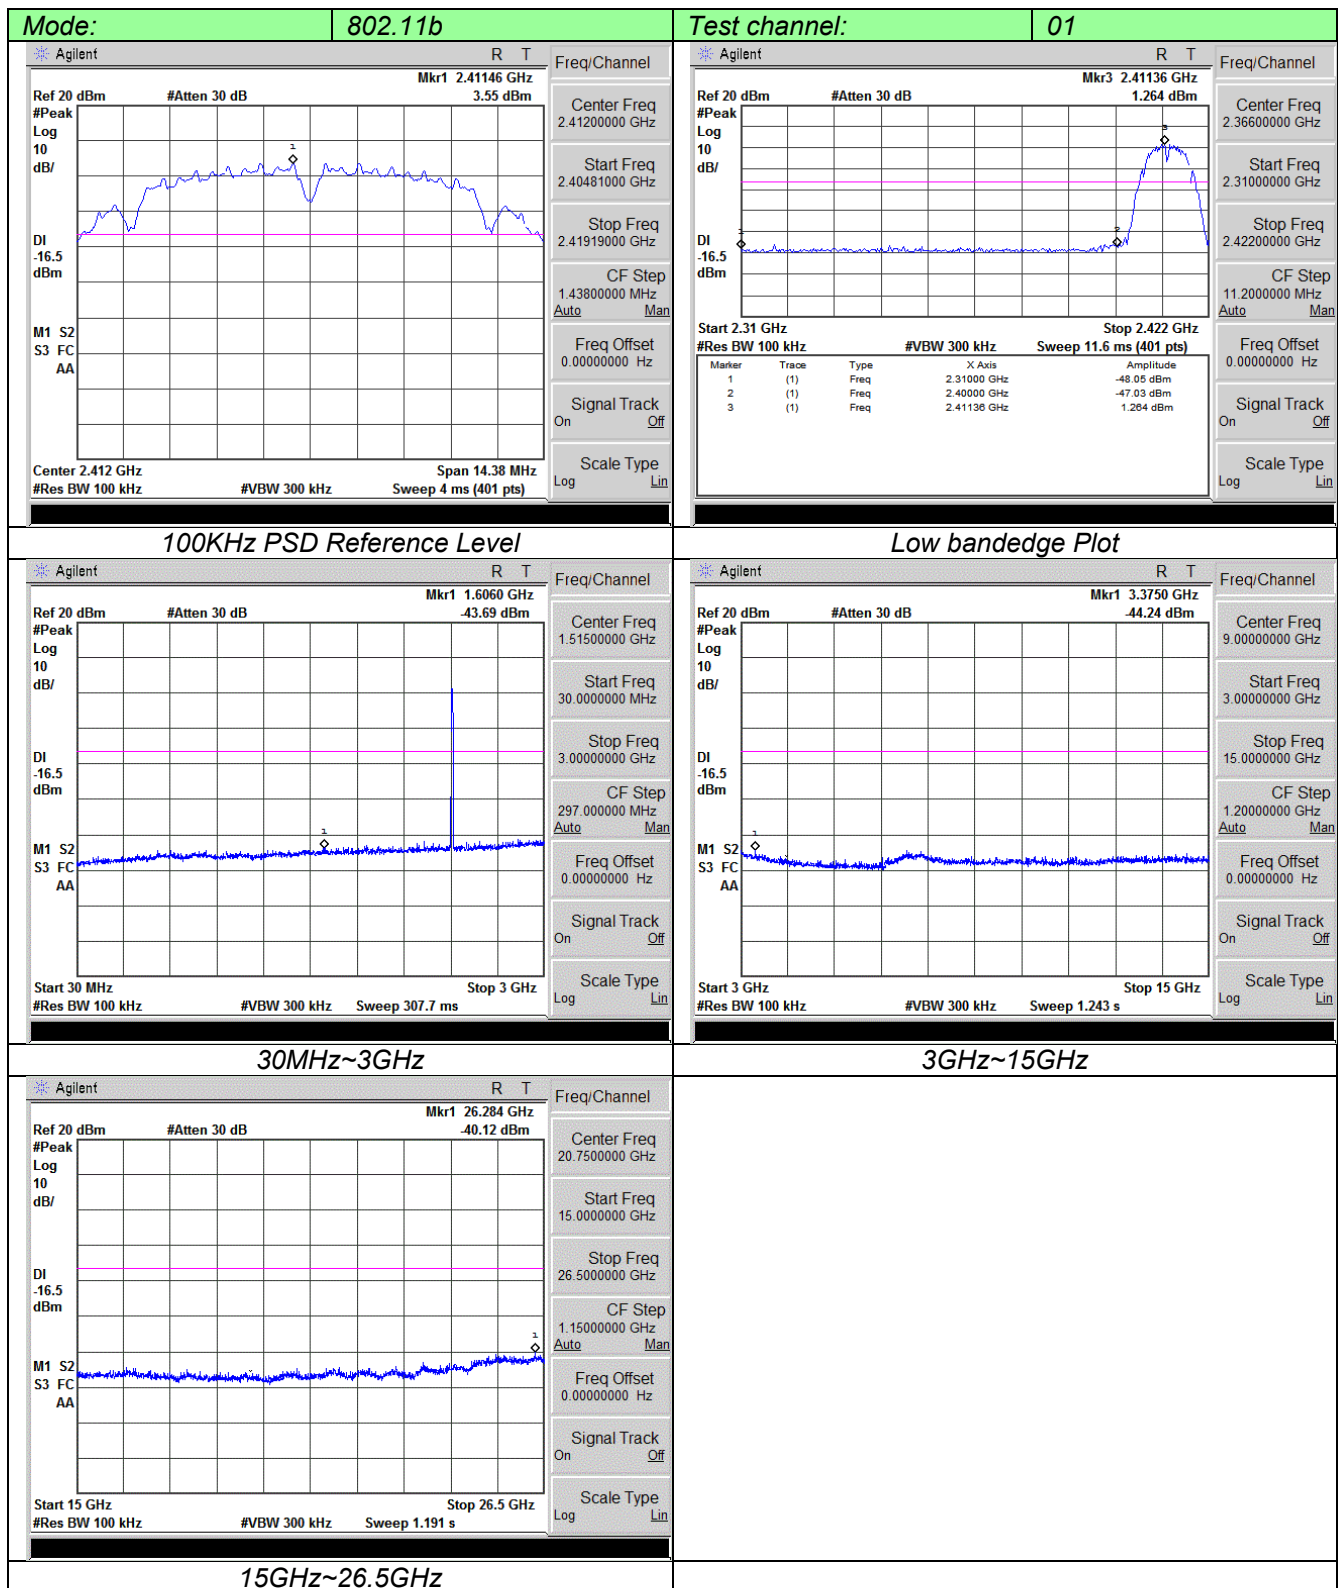 Mode: 802.11b Test channel: 01
Agilent R T
Freq/Channel
Mkr1 2.41146 GHz
Ref 20 dBm #Atten 30 dB 3.55 dBm
#Peak
Log
10
dB/
1
DI
-16.5
dBm
M1 S2
S3 FC
AA
Center 2.412 GHz Span 14.38 MHz
#Res BW 100 kHz #VBW 300 kHz Sweep 4 ms (401 pts)
Center Freq
2.41200000 GHz
Start Freq
2.40481000 GHz
Stop Freq
2.41919000 GHz
CF Step
1.43800000 MHz
Auto Man
Freq Offset
0.00000000 Hz
Signal Track
On Off
Scale Type
Log Lin
Agilent R T
Freq/Channel
Mkr3 2.41136 GHz
Ref 20 dBm #Atten 30 dB 1.264 dBm
#Peak
Log
10
dB/
3
DI
-16.5
dBm
Start 2.31 GHz Stop 2.422 GHz
#Res BW 100 kHz #VBW 300 kHz Sweep 11.6 ms (401 pts)
Marker Trace Type X Axis Amplitude
1 (1) Freq 2.31000 GHz -48.05 dBm
2 (1) Freq 2.40000 GHz -47.03 dBm
3 (1) Freq 2.41136 GHz 1.264 dBm
Center Freq
2.36600000 GHz
Start Freq
2.31000000 GHz
Stop Freq
2.42200000 GHz
CF Step
11.2000000 MHz
Auto Man
Freq Offset
0.00000000 Hz
Signal Track
On Off
Scale Type
Log Lin
100KHz PSD Reference Level Low bandedge Plot
Agilent R T
Freq/Channel
Mkr1 1.6060 GHz
Ref 20 dBm #Atten 30 dB -43.69 dBm
#Peak
Log
10
dB/
DI
-16.5
dBm
1
M1 S2
S3 FC
AA
Start 30 MHz Stop 3 GHz
#Res BW 100 kHz #VBW 300 kHz Sweep 307.7 ms
Center Freq
1.51500000 GHz
Start Freq
30.0000000 MHz
Stop Freq
3.00000000 GHz
CF Step
297.000000 MHz
Auto Man
Freq Offset
0.00000000 Hz
Signal Track
On Off
Scale Type
Log Lin
Agilent R T
Freq/Channel
Mkr1 3.3750 GHz
Ref 20 dBm #Atten 30 dB -44.24 dBm
#Peak
Log
10
dB/
DI
-16.5
dBm
1
M1 S2
S3 FC
AA
Start 3 GHz Stop 15 GHz
#Res BW 100 kHz #VBW 300 kHz Sweep 1.243 s
Center Freq
9.00000000 GHz
Start Freq
3.00000000 GHz
Stop Freq
15.0000000 GHz
CF Step
1.20000000 GHz
Auto Man
Freq Offset
0.00000000 Hz
Signal Track
On Off
Scale Type
Log Lin
30MHz~3GHz 3GHz~15GHz
Agilent R T
Freq/Channel
Mkr1 26.284 GHz
Ref 20 dBm #Atten 30 dB -40.12 dBm
#Peak
Log
10
dB/
DI
-16.5
dBm
1
M1 S2
S3 FC
AA
Start 15 GHz Stop 26.5 GHz
#Res BW 100 kHz #VBW 300 kHz Sweep 1.191 s
Center Freq
20.7500000 GHz
Start Freq
15.0000000 GHz
Stop Freq
26.5000000 GHz
CF Step
1.15000000 GHz
Auto Man
Freq Offset
0.00000000 Hz
Signal Track
On Off
Scale Type
Log Lin
15GHz~26.5GHz